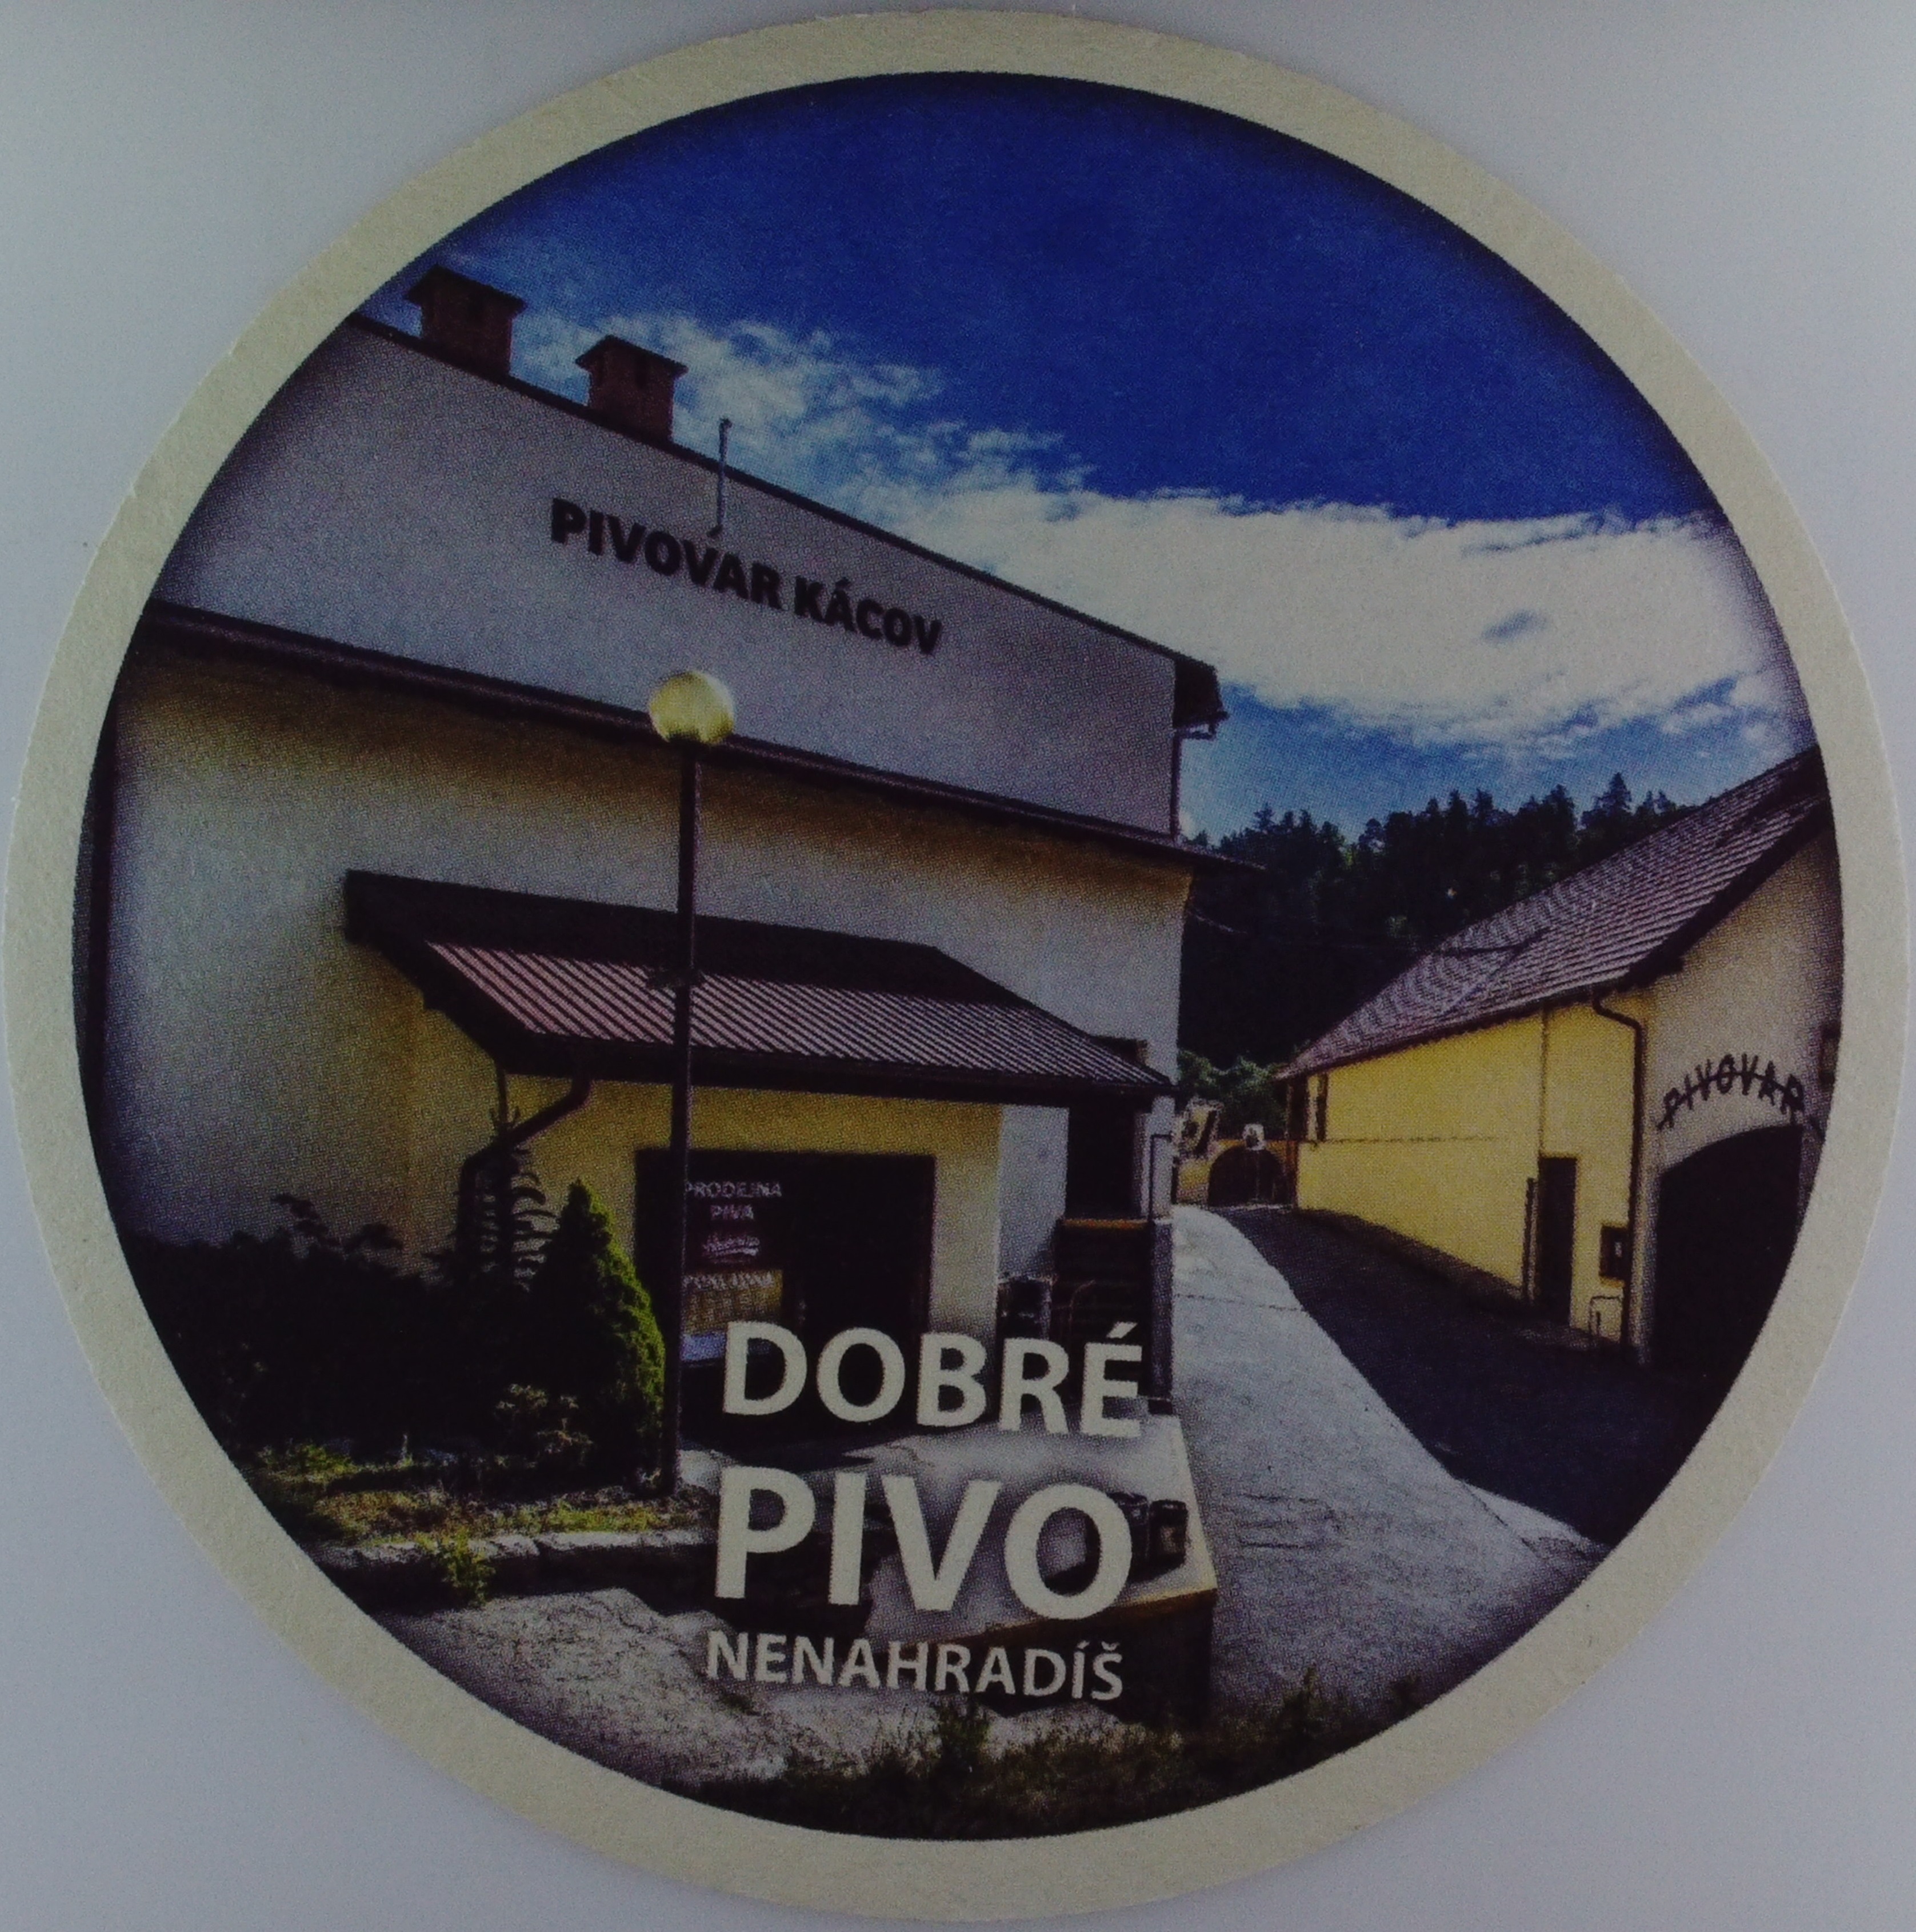 PIVOVAR KÁCOV
PIVOVAR
PRODEJNA
PIVA
DOBRÉ
PIVO
NENAHRADÍŠ